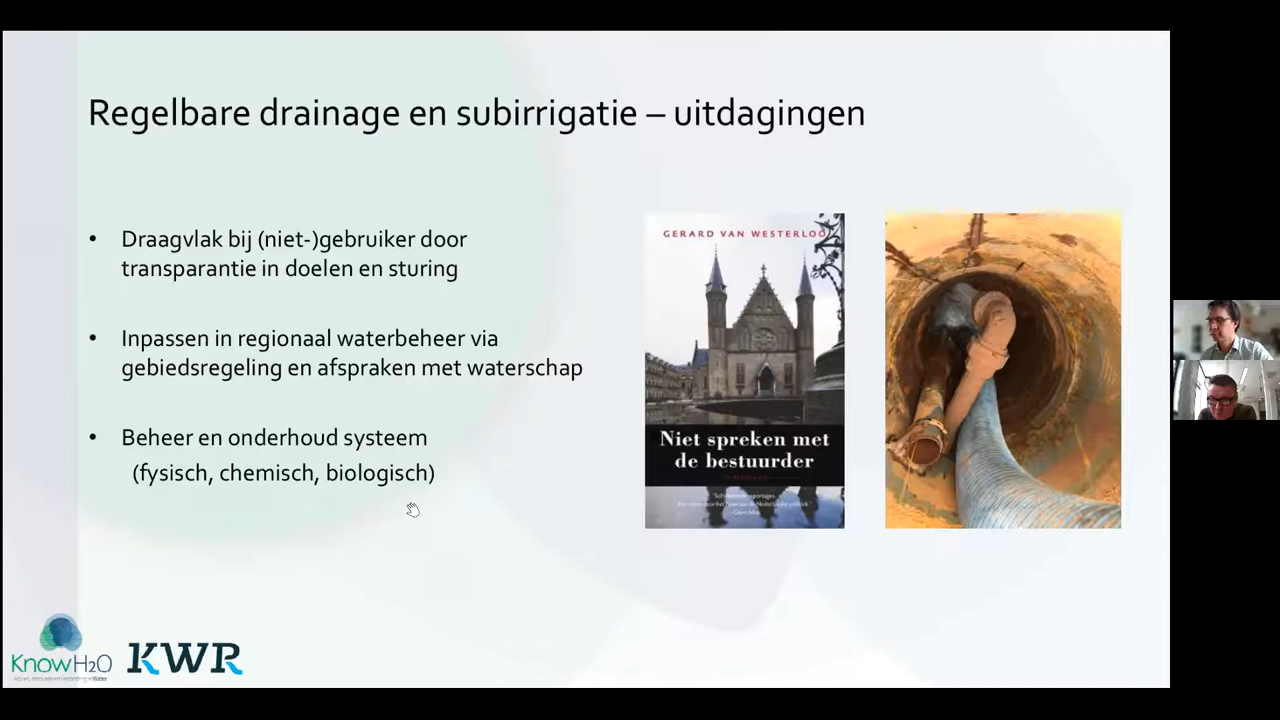 Regelbare drainage en subirrigatie – uitdagingen
• Draagvlak bij (niet-)gebruiker door
transparantie in doelen en sturing
• Inpassen in regionaal waterbeheer via
gebiedsregeling en afspraken met waterschap
• Beheer en onderhoud systeem
(fysisch, chemisch, biologisch)
GERARD VAN WESTERLOO
Niet spreken met
de bestuurder
KnowH2O
KWR